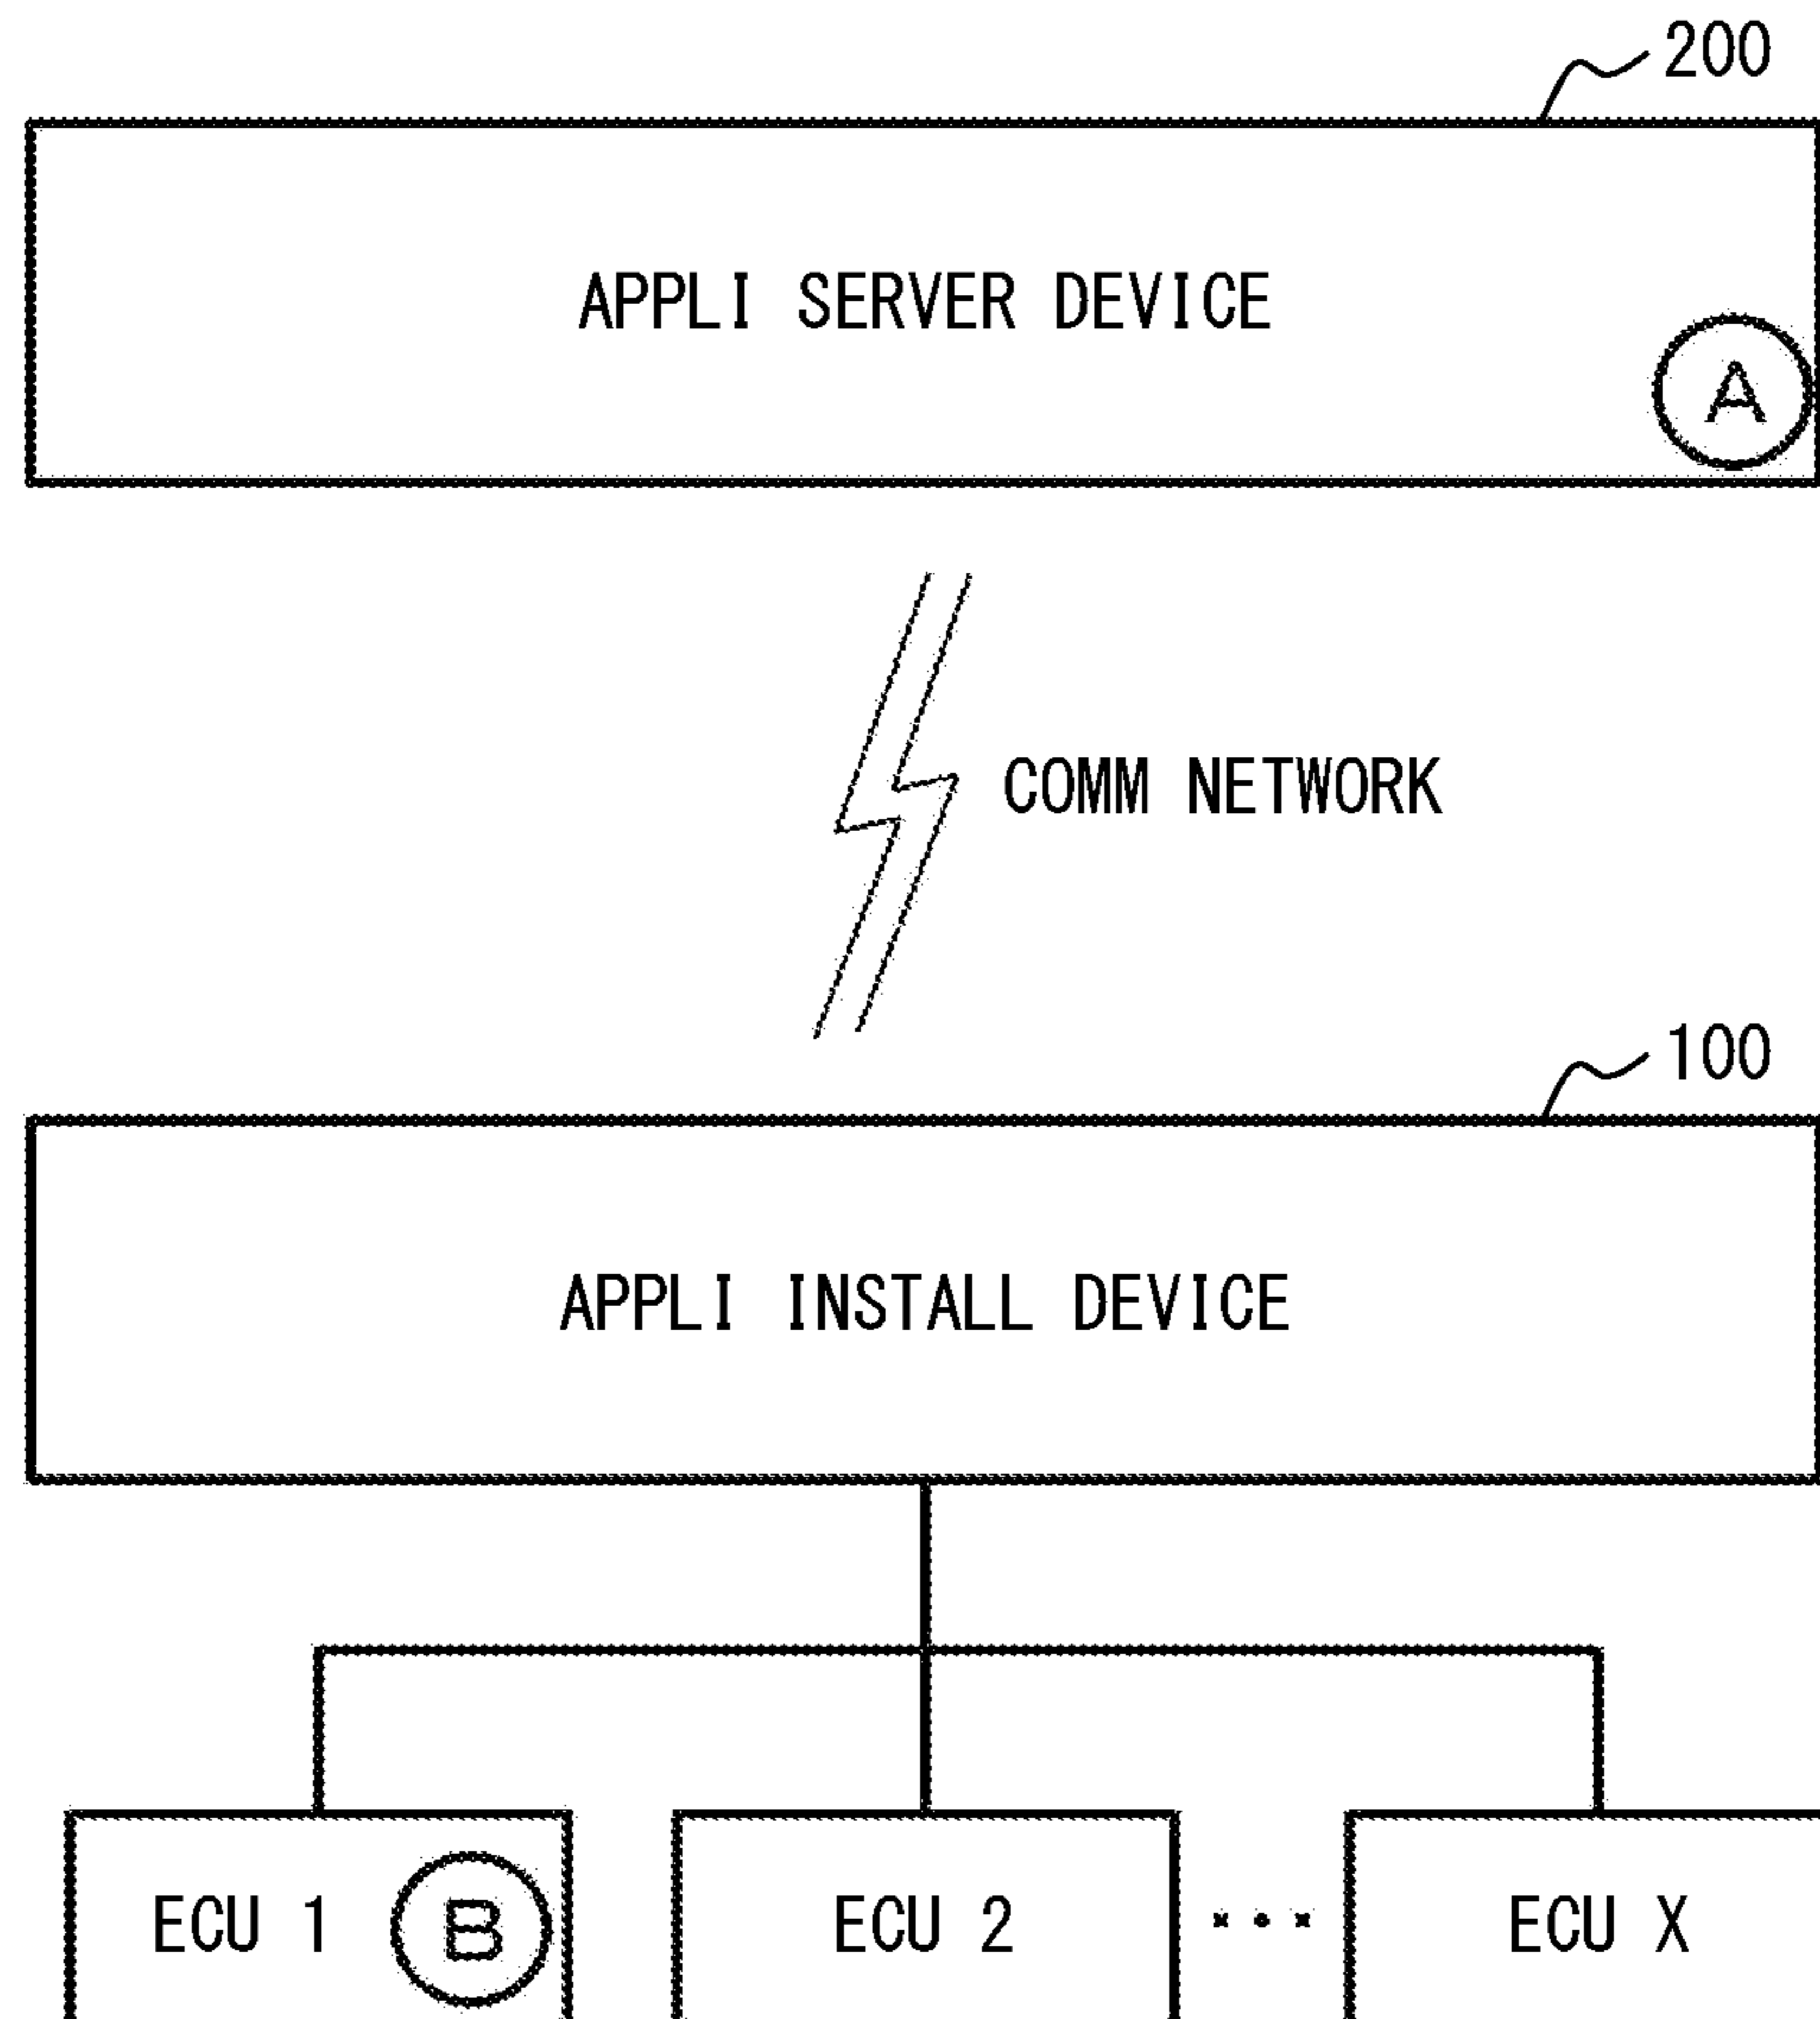 200
APPLI SERVER DEVICE
A
COMM NETWORK
100
APPLI INSTALL DEVICE
ECU 1
B
ECU 2
ECU X